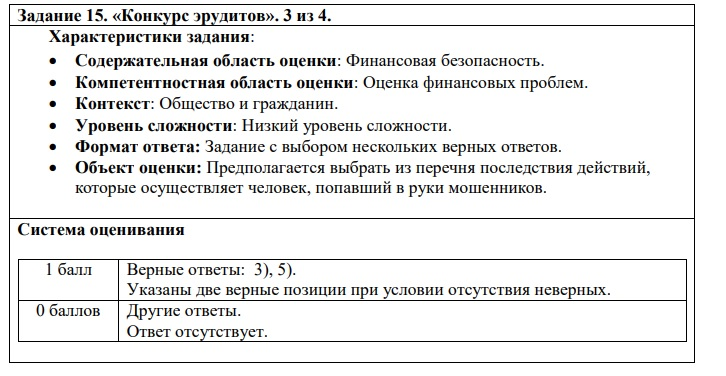 Задание 15. «Конкурс эрудитов». 3 из 4.
Характеристики задания:
• Содержательная область оценки: Финансовая безопасность.
• Компетентностная область оценки: Оценка финансовых проблем.
• Контекст: Общество и гражданин.
• Уровень сложности: Низкий уровень сложности.
• Формат ответа: Задание с выбором нескольких верных ответов.
• Объект оценки: Предполагается выбрать из перечня последствия действий,
которые осуществляет человек, попавший в руки мошенников.
Система оценивания
1 балл
Верные ответы: 3), 5).
Указаны две верные позиции при условии отсутствия неверных.
0 баллов
Другие ответы.
Ответ отсутствует.